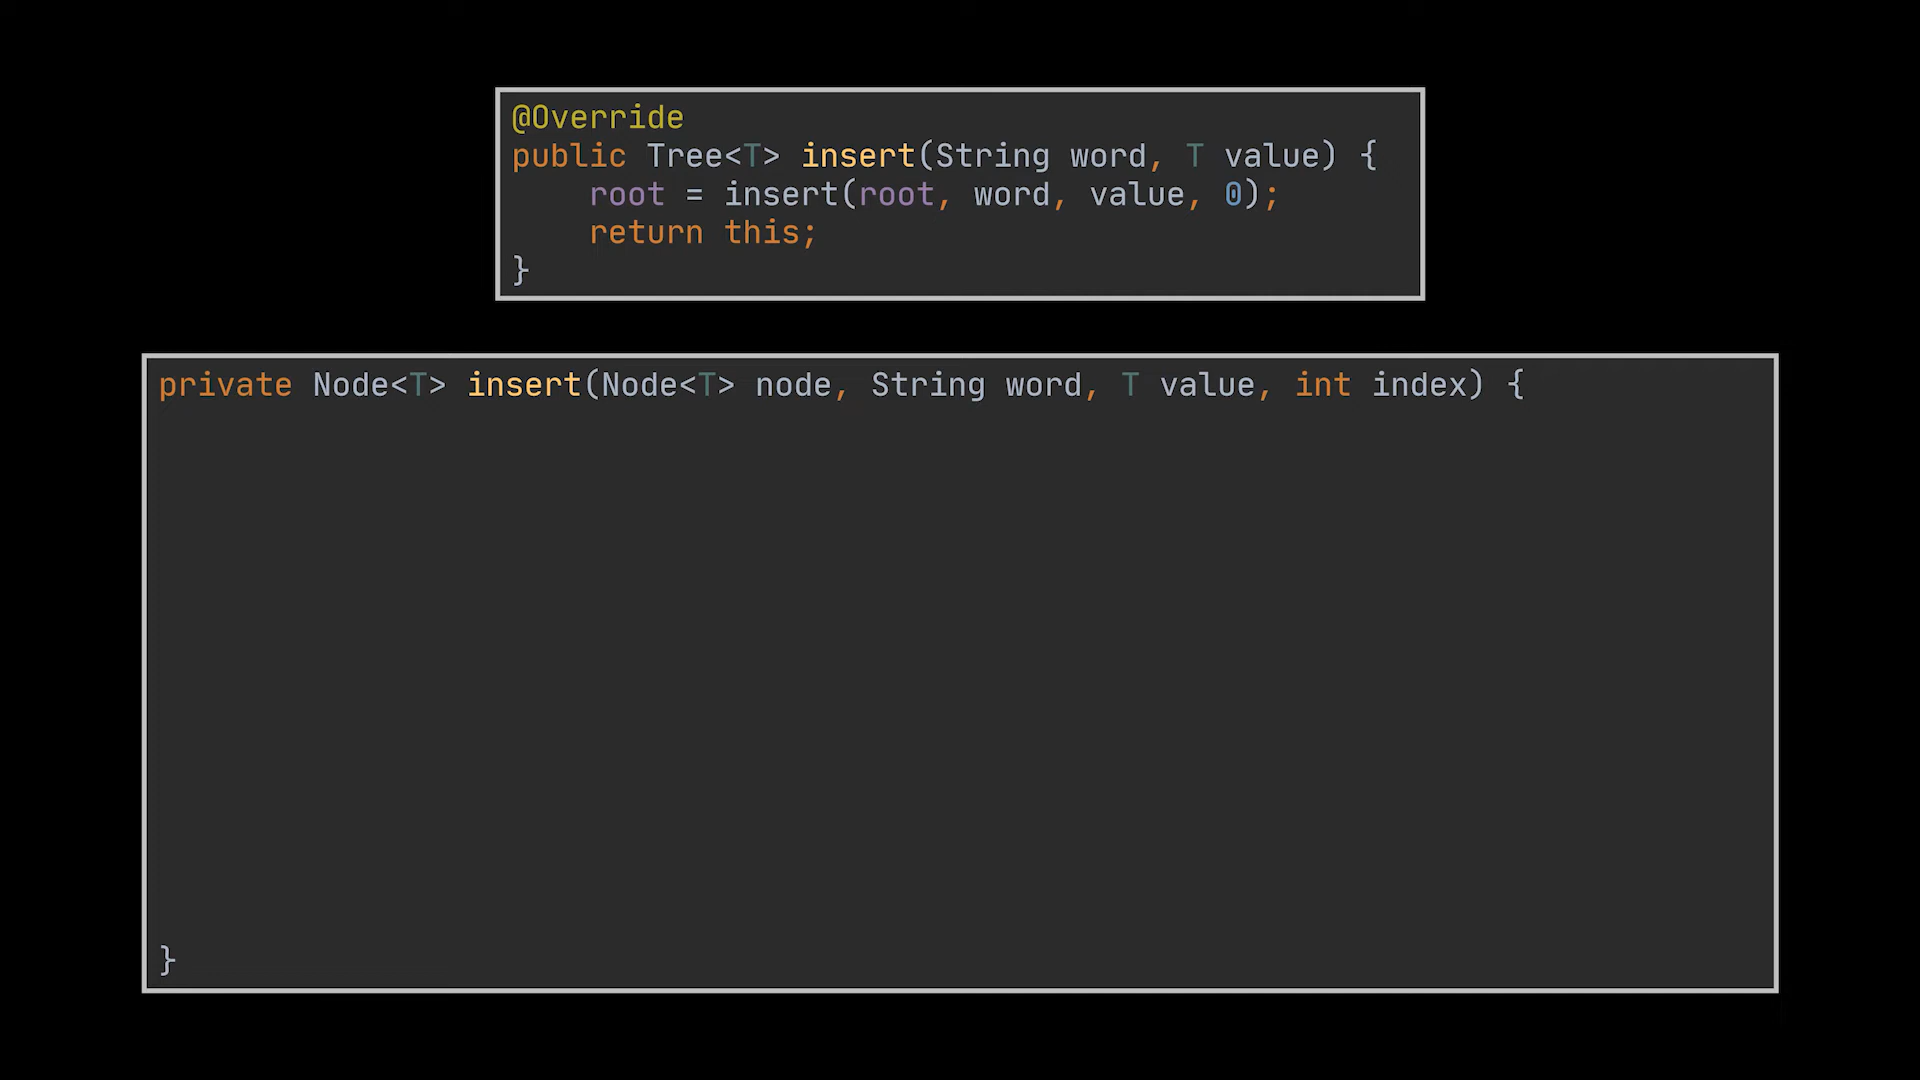 @Override
public Tree<T> insert(String word, T value) {
    root = insert(root, word, value, 0);
    return this;
}
private Node<T> insert(Node<T> node, String word, T value, int index) {
}